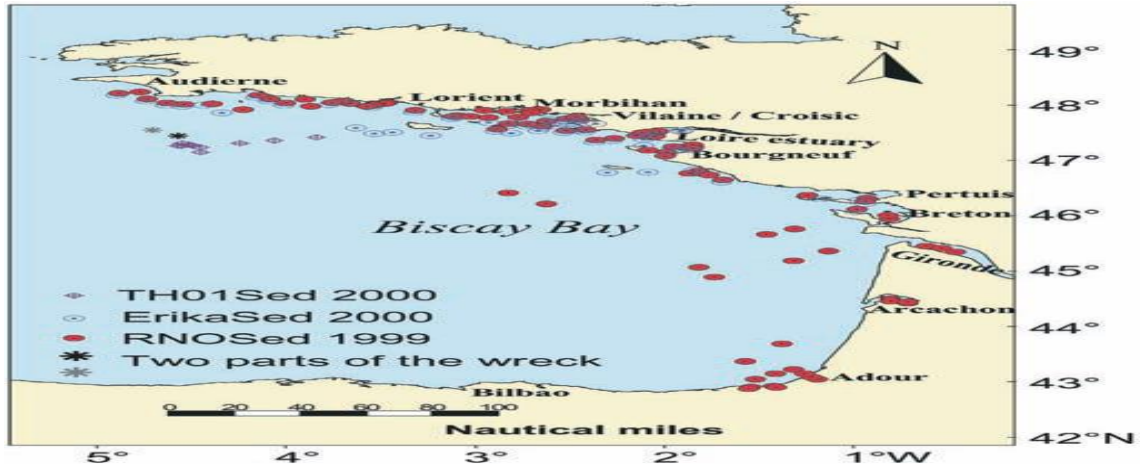 N
49°
Audierne
Lorient
48°
Morbihan
Vilaine / Croisic
Loire estuary
Bourgneuf
47°
Pertuis
Breton
46°
Biscay Bay
Gironde
45°
TH01Sed 2000
ErikaSed 2000
RNOSed 1999
Two parts of the wreck
Arcachon
44°
Adour
43°
Bilbao
0 20 40 60 80 100
Nautical miles
42°N
5° 4° 3° 2° 1°W